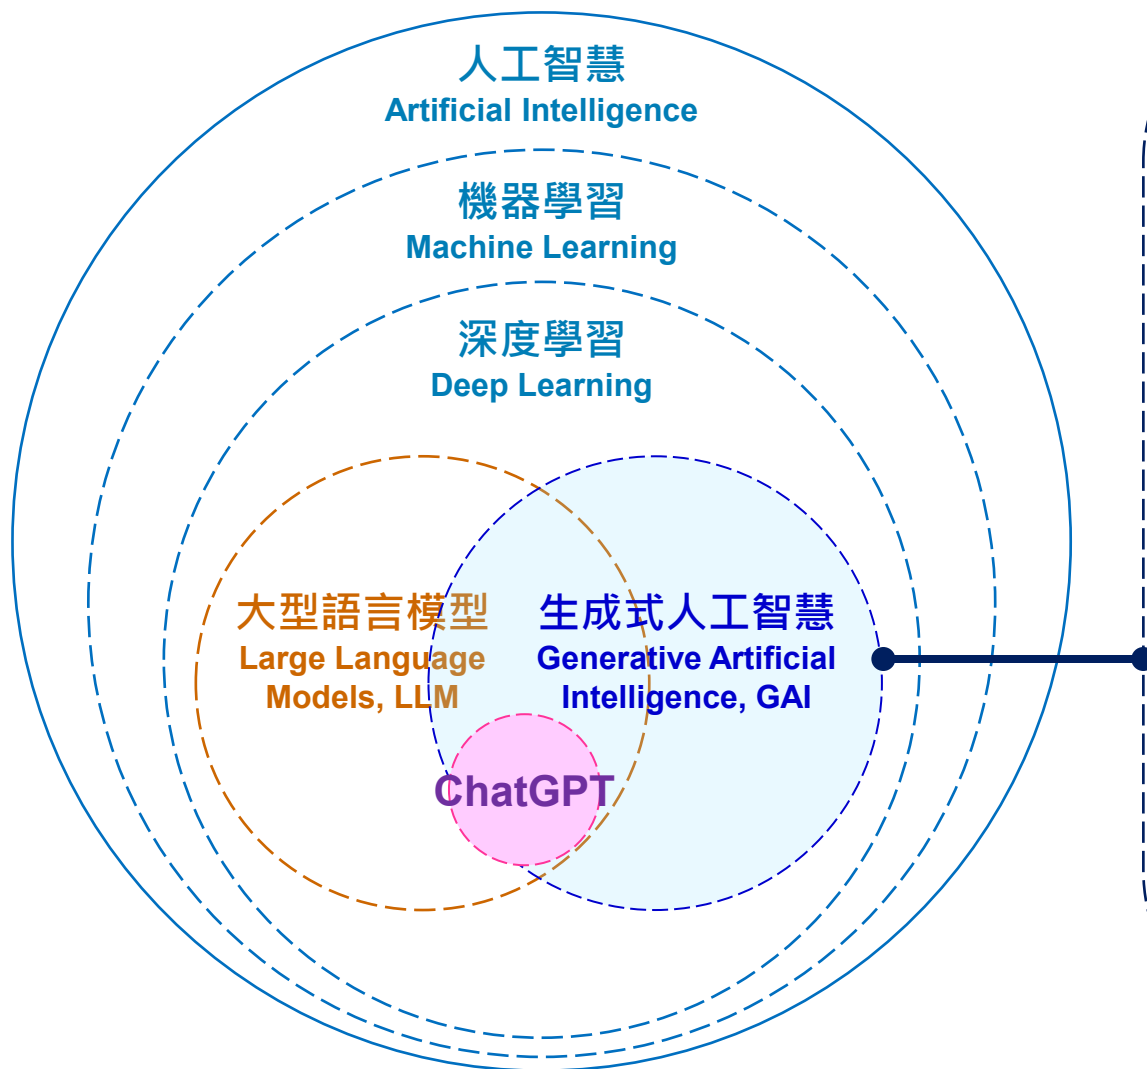 人工智慧
Artificial Intelligence
機器學習
Machine Learning
深度學習
Deep Learning
大型語言模型
Large Language
Models, LLM
生成式人工智慧
Generative Artificial
Intelligence, GAI
ChatGPT